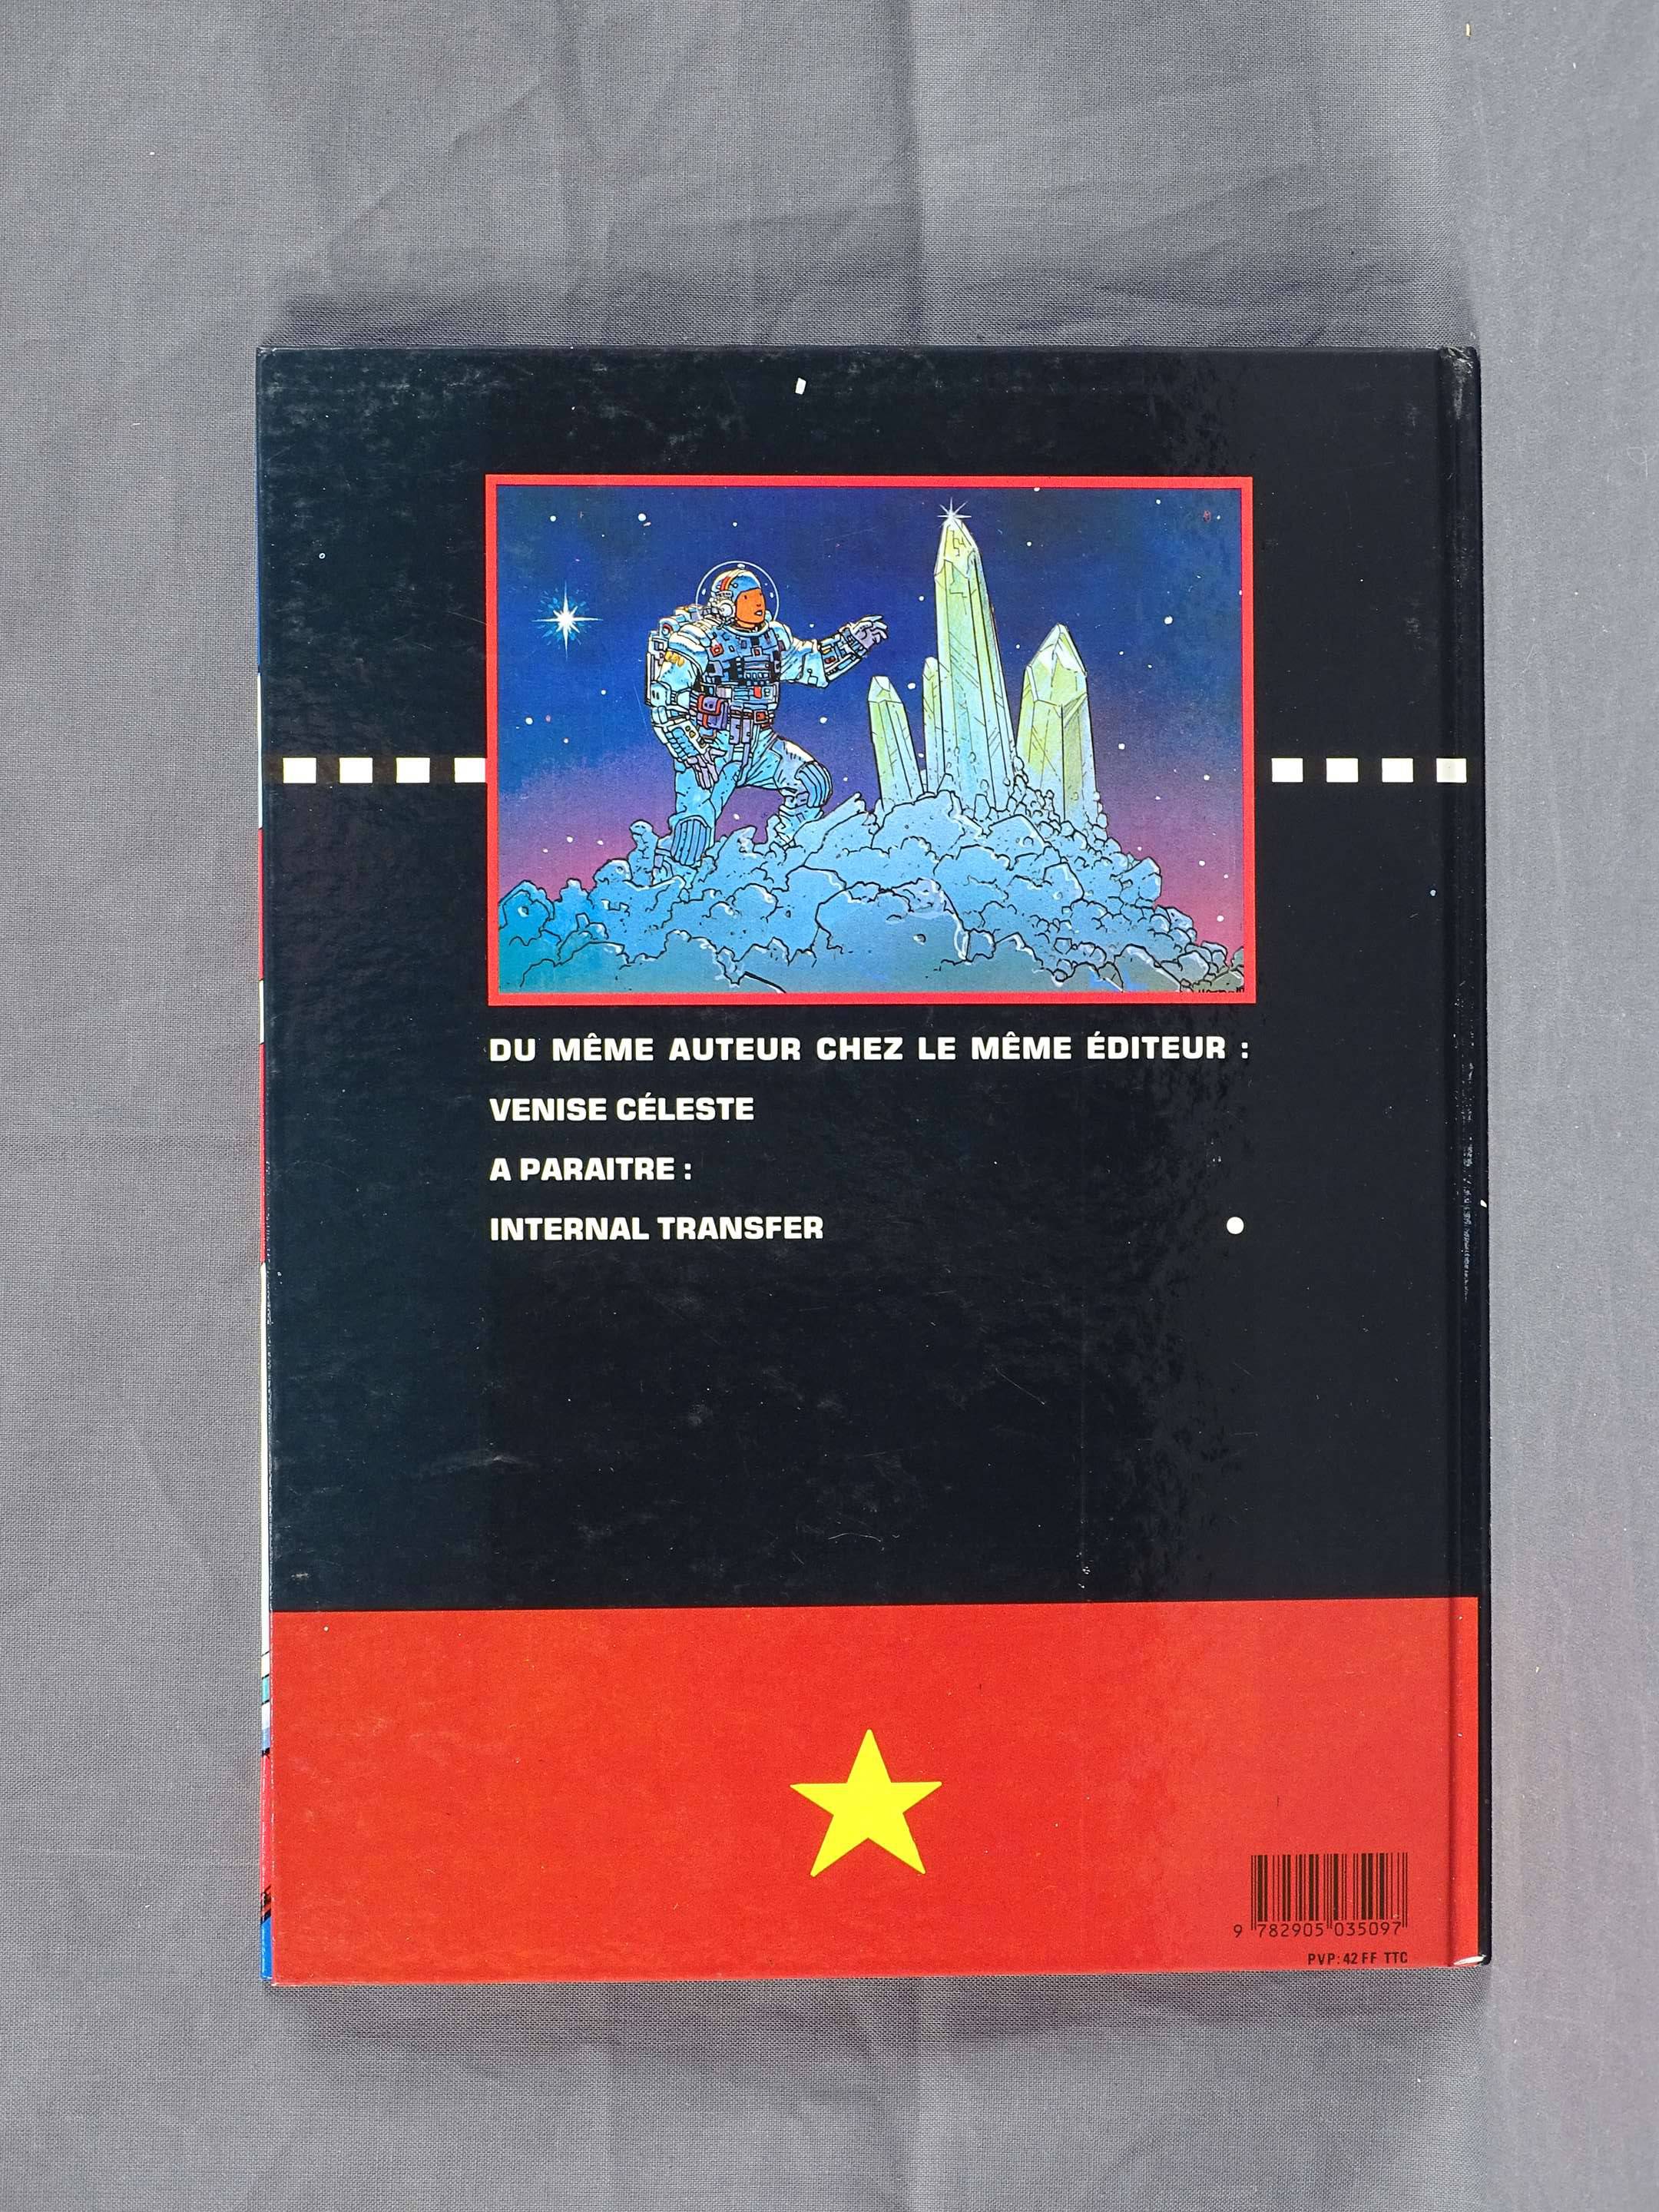 DU MÊME AUTEUR CHEZ LE MÊME ÉDITEUR :
VENISE CÉLESTE
A PARAITRE :
INTERNAL TRANSFER
9 782905 035097
PVP: 42 FF TTC